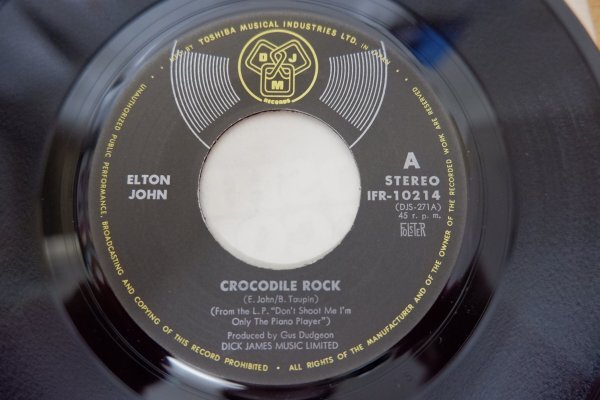 MFD BY TOSHIBA MUSICAL INDUSTRIES LTD. IN JAPAN
D J M
RECORDS
ELTON
JOHN
A
STEREO
IFR-10214
(DJS-271A)
45 r. p. m.
CROCODILE ROCK
(E. John/B. Taupin)
(From the L.P. "Don't Shoot Me I'm
Only The Piano Player")
Produced by Gus Dudgeon
DICK JAMES MUSIC LIMITED
UNAUTHORIZED PUBLIC PERFORMANCE, BROADCASTING AND COPYING OF THIS RECORD PROHIBITED • ALL RIGHTS OF THE MANUFACTURER AND OF THE OWNER OF THE RECORDED WORK ARE RESERVED